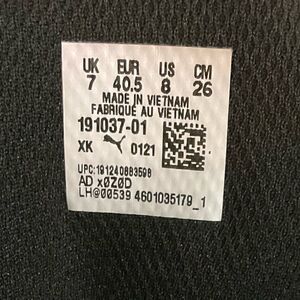 UK EUR US CM
7 40.5 8 26
MADE IN VIETNAM
FABRIQUÉ AU VIETNAM
191037-01
XK 0121
UPC:191240883598
AD xØZØD
LH@00539 4601035179_1